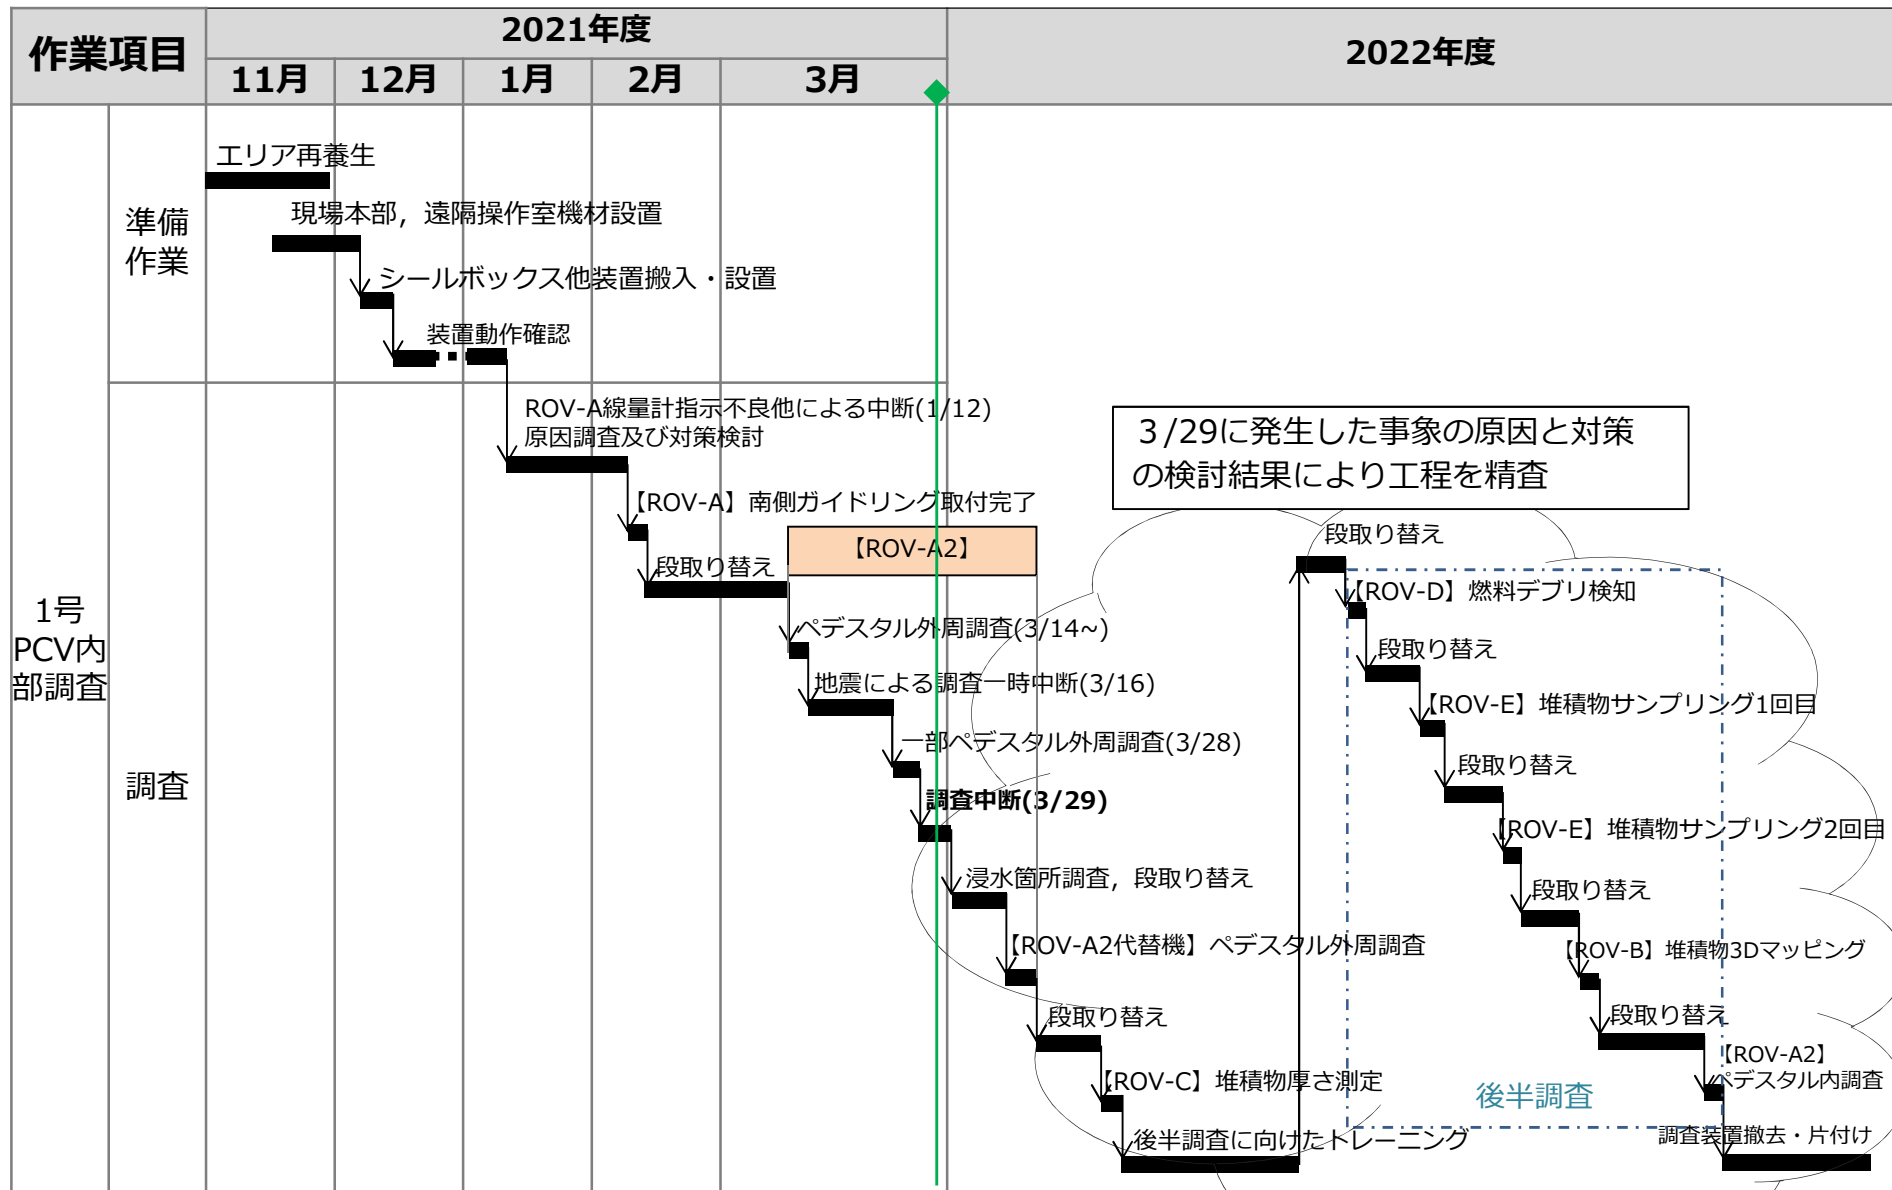 作業項目
2021年度
2022年度
11月
12月
1月
2月
3月
1号
PCV内
部調査
準備
作業
エリア再養生
現場本部，遠隔操作室機材設置
シールボックス他装置搬入・設置
装置動作確認
調査
ROV-A線量計指示不良他による中断(1/12)
原因調査及び対策検討
【ROV-A】南側ガイドリング取付完了
【ROV-A2】
段取り替え
ペデスタル外周調査(3/14~)
地震による調査一時中断(3/16)
一部ペデスタル外周調査(3/28)
調査中断(3/29)
浸水箇所調査，段取り替え
【ROV-A2代替機】ペデスタル外周調査
段取り替え
【ROV-C】堆積物厚さ測定
後半調査に向けたトレーニング
３/29に発生した事象の原因と対策
の検討結果により工程を精査
段取り替え
【ROV-D】燃料デブリ検知
段取り替え
【ROV-E】堆積物サンプリング1回目
段取り替え
【ROV-E】堆積物サンプリング2回目
段取り替え
【ROV-B】堆積物3Dマッピング
段取り替え
【ROV-A2】
ペデスタル内調査
後半調査
調査装置撤去・片付け